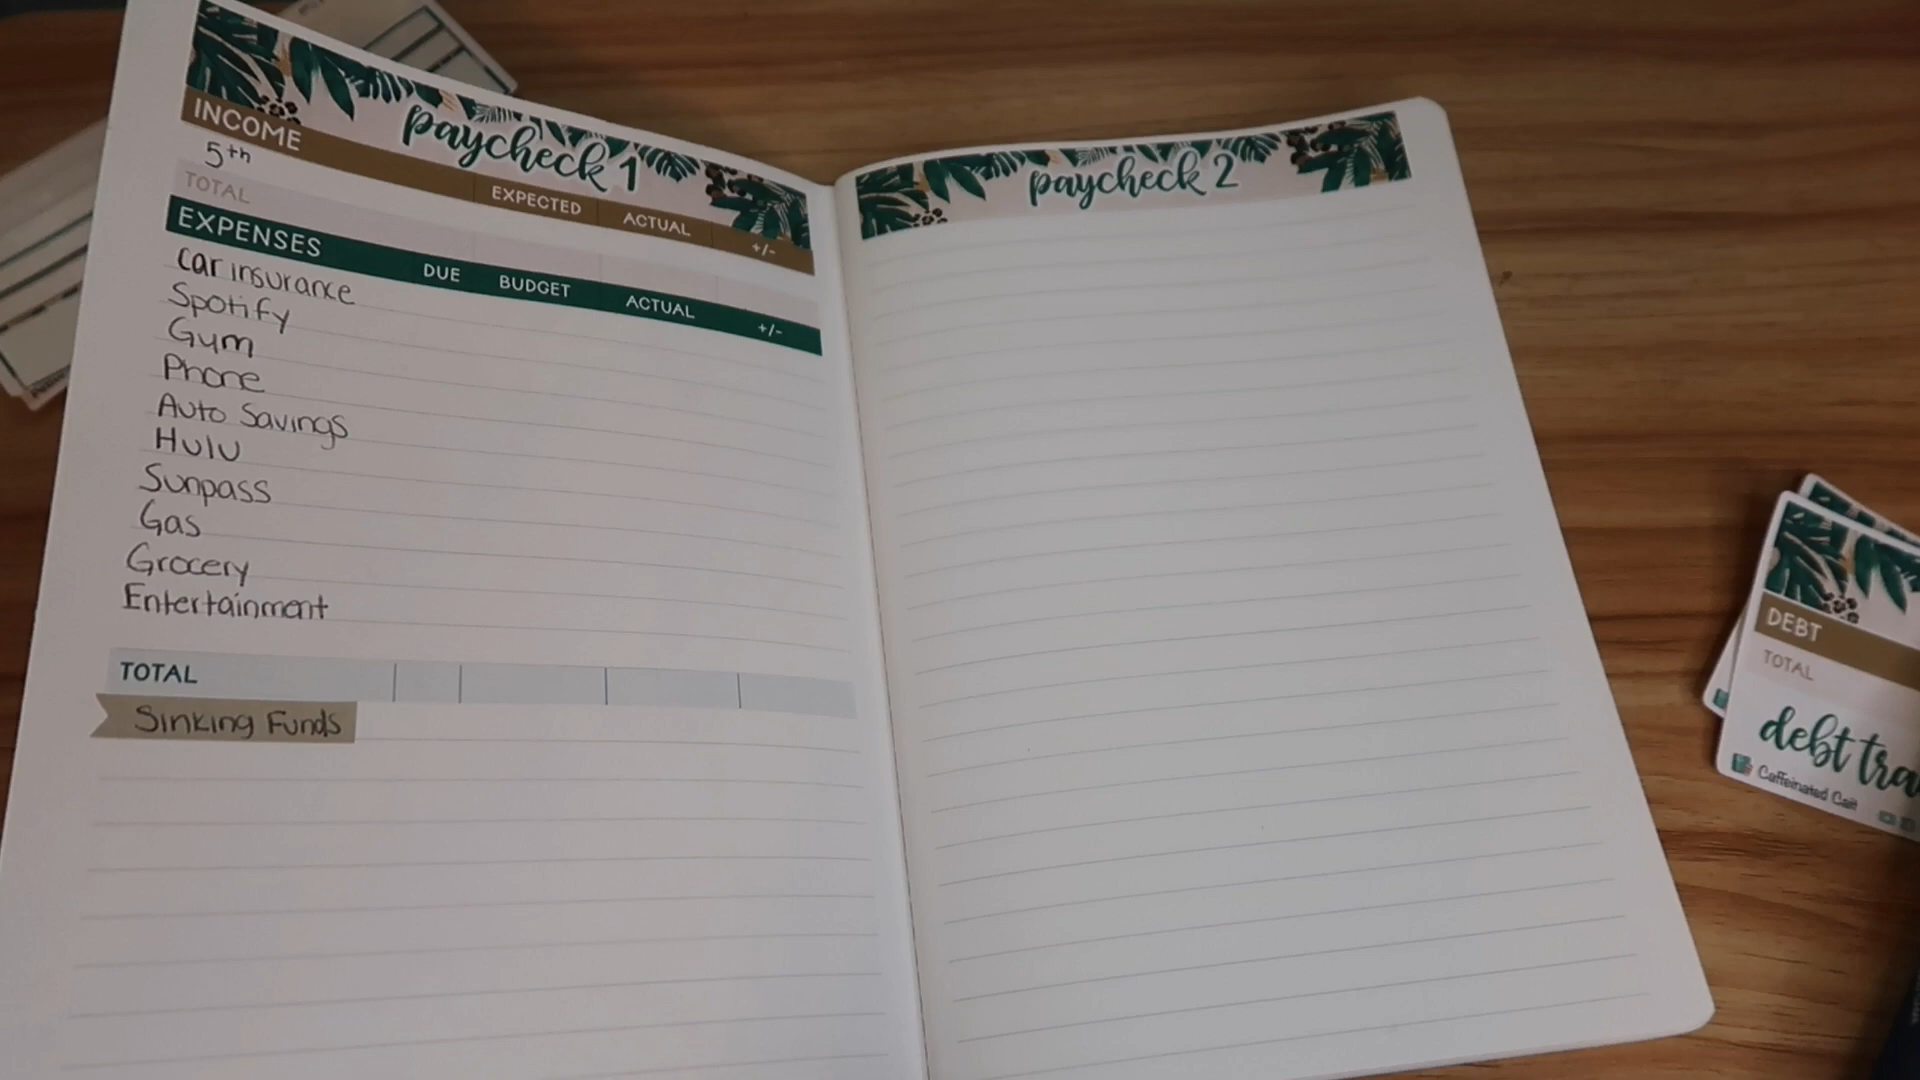 paycheck 1
INCOME EXPECTED ACTUAL +/-
5th
TOTAL
EXPENSES DUE BUDGET ACTUAL +/-
Car insurance
Spotify
Gym
Phone
Auto Savings
Hulu
Sunpass
Gas
Grocery
Entertainment
TOTAL
Sinking Funds
paycheck 2
DEBT
TOTAL
debt tra
Caffeinated Cait